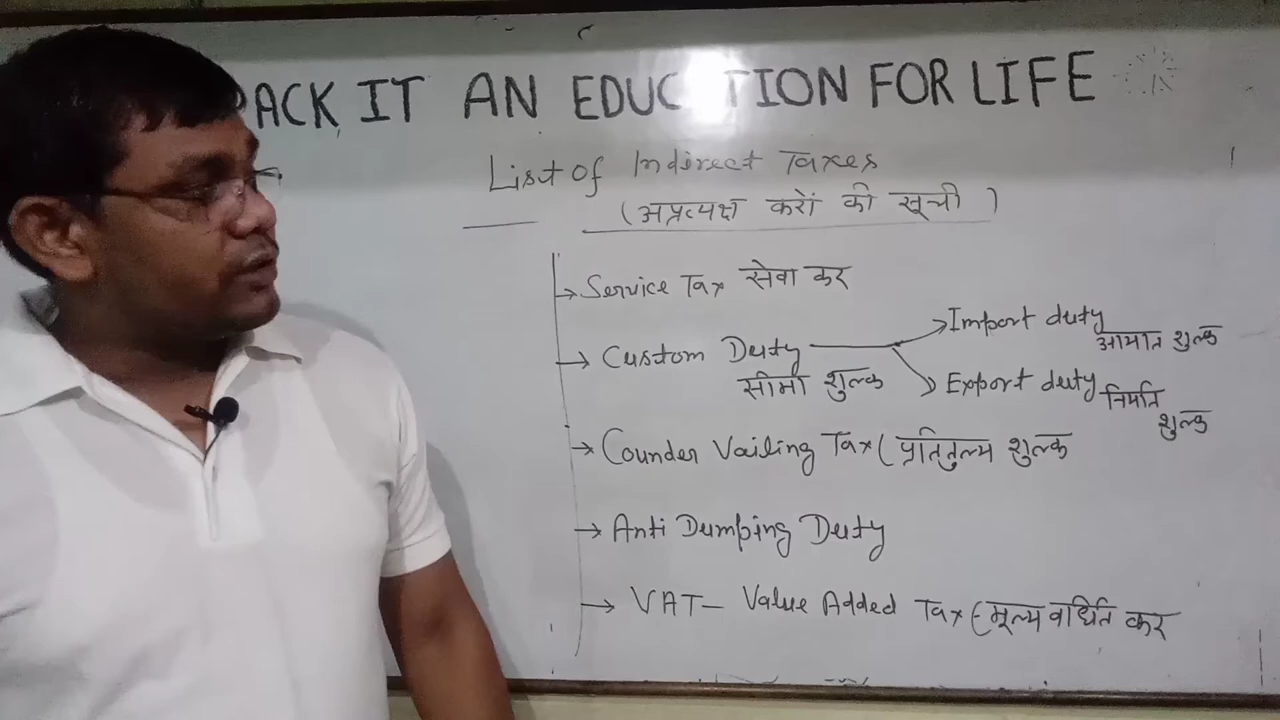 PACK IT AN EDUC TION FOR LIFE
List of Indirect Taxes
(अप्रत्यक्ष करों की सूची)
→ Service Tax सेवा कर
→ Custom Duty
सीमा शुल्क
Import duty
आयात शुल्क
Export duty निर्यात
शुल्क
→ Counder Vailing Tax ( प्रतितुल्य शुल्क
→ Anti Dumping Duty
→ VAT – Value Added Tax (मूल्य वर्धित कर